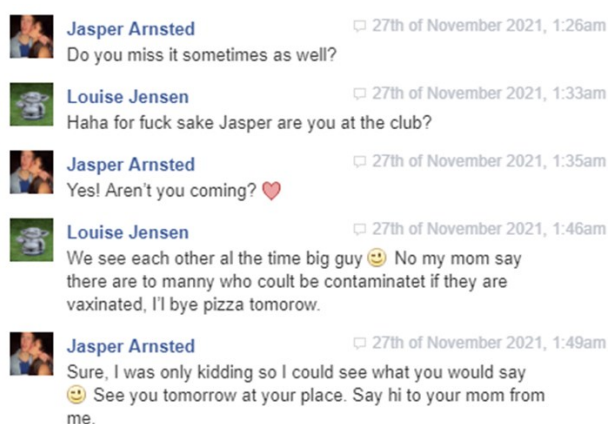 Jasper Arnsted 27th of November 2021, 1:26am
Do you miss it sometimes as well?
Louise Jensen 27th of November 2021, 1:33am
Haha for fuck sake Jasper are you at the club?
Jasper Arnsted 27th of November 2021, 1:35am
Yes! Aren't you coming? ❤
Louise Jensen 27th of November 2021, 1:46am
We see each other al the time big guy 😉 No my mom say
there are to manny who coult be contaminatet if they are
vaxinated, I'l bye pizza tomorow.
Jasper Arnsted 27th of November 2021, 1:49am
Sure, I was only kidding so I could see what you would say
😉 See you tomorrow at your place. Say hi to your mom from
me.